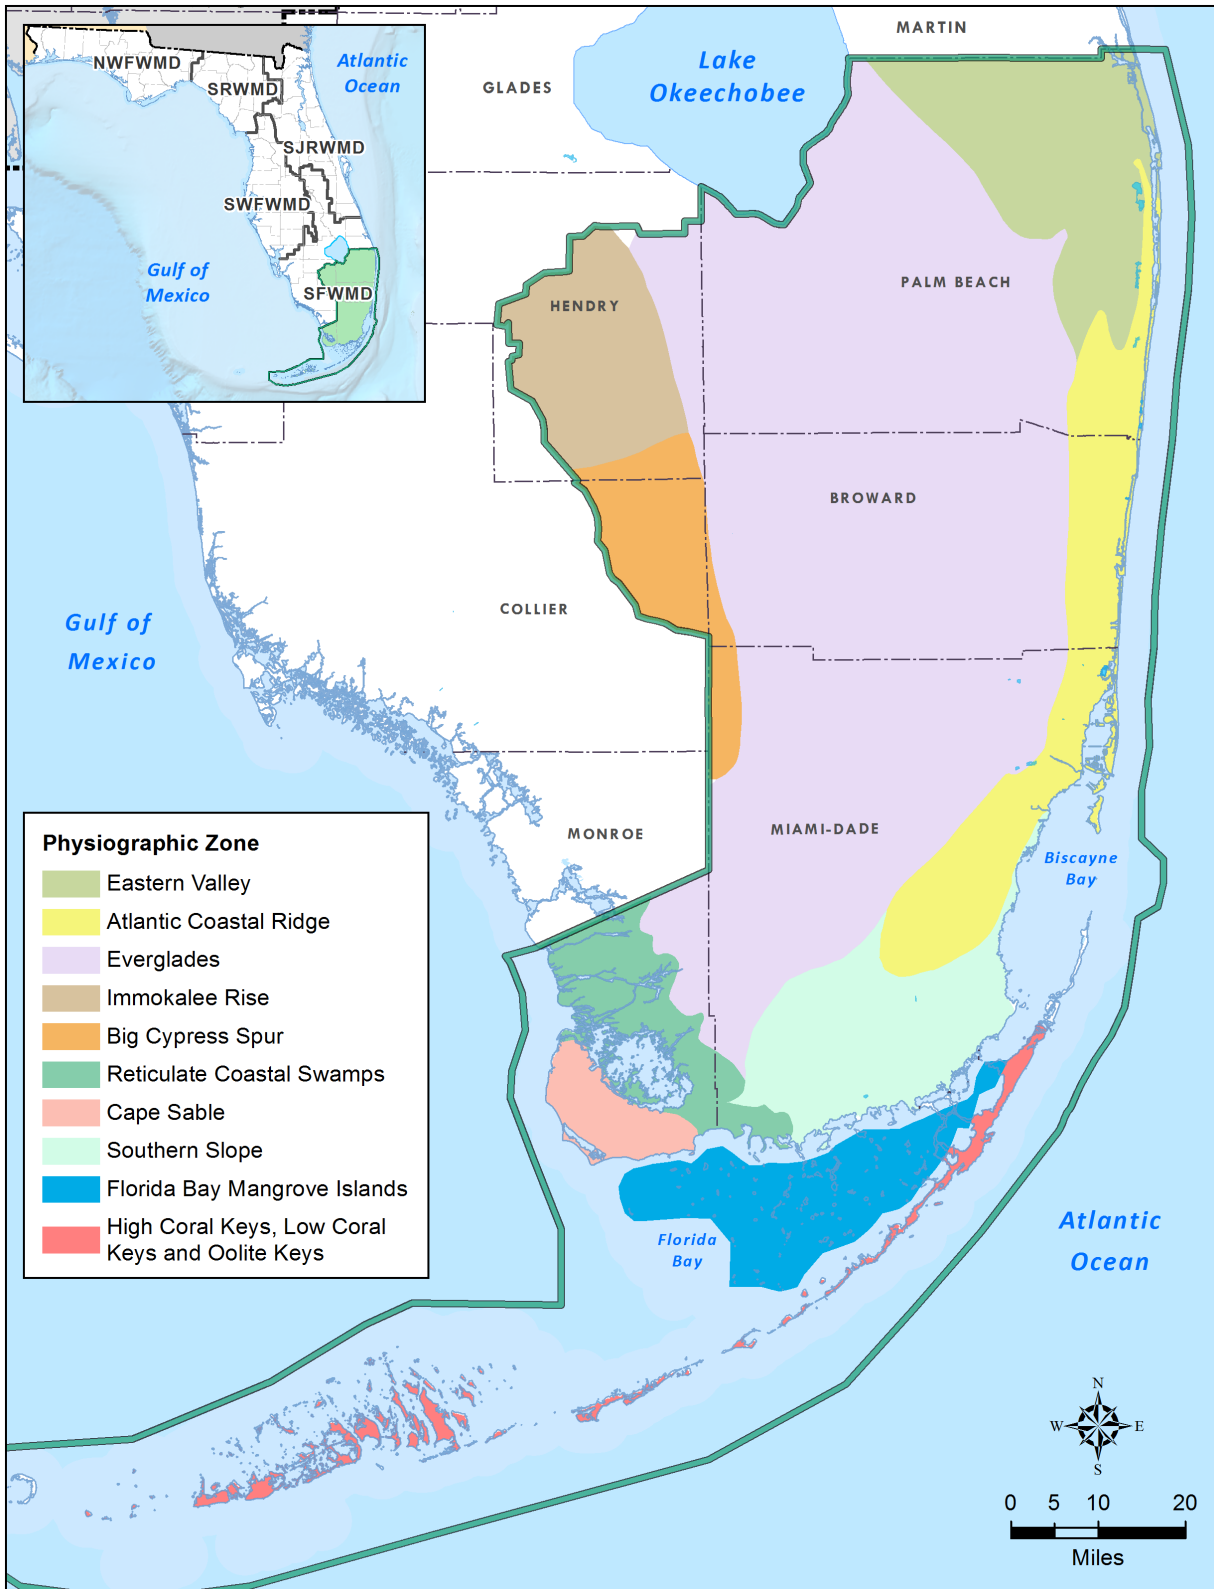 MARTIN
Lake
Okeechobee
GLADES
NWFWMD
SRWMD
SJRWMD
SWFWMD
SFWMD
Atlantic
Ocean
Gulf of
Mexico
HENDRY
PALM BEACH
BROWARD
COLLIER
Gulf of
Mexico
MONROE
MIAMI-DADE
Biscayne
Bay
Physiographic Zone
Eastern Valley
Atlantic Coastal Ridge
Everglades
Immokalee Rise
Big Cypress Spur
Reticulate Coastal Swamps
Cape Sable
Southern Slope
Florida Bay Mangrove Islands
High Coral Keys, Low Coral
Keys and Oolite Keys
Florida
Bay
Atlantic
Ocean
N
W
E
S
0 5 10 20
Miles